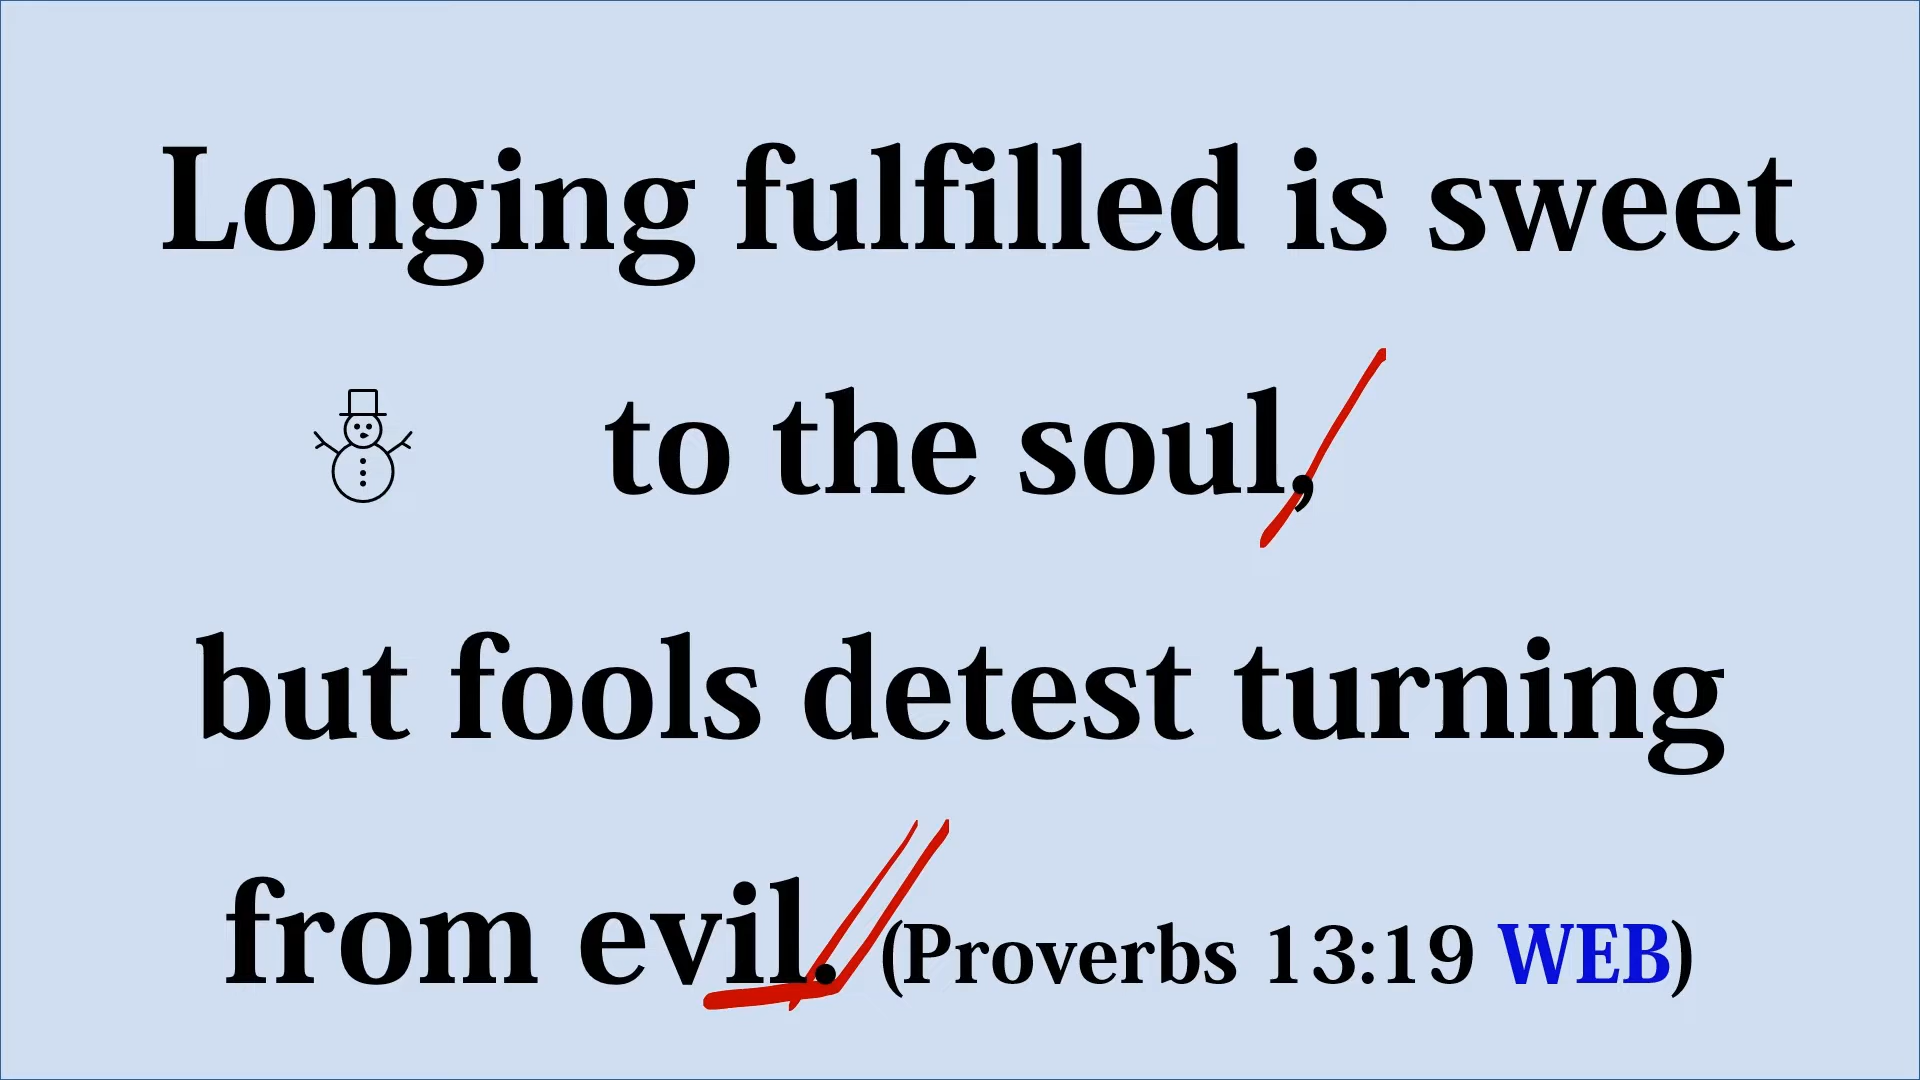 Longing fulfilled is sweet
to the soul,
but fools detest turning
from evil. (Proverbs 13:19 WEB)